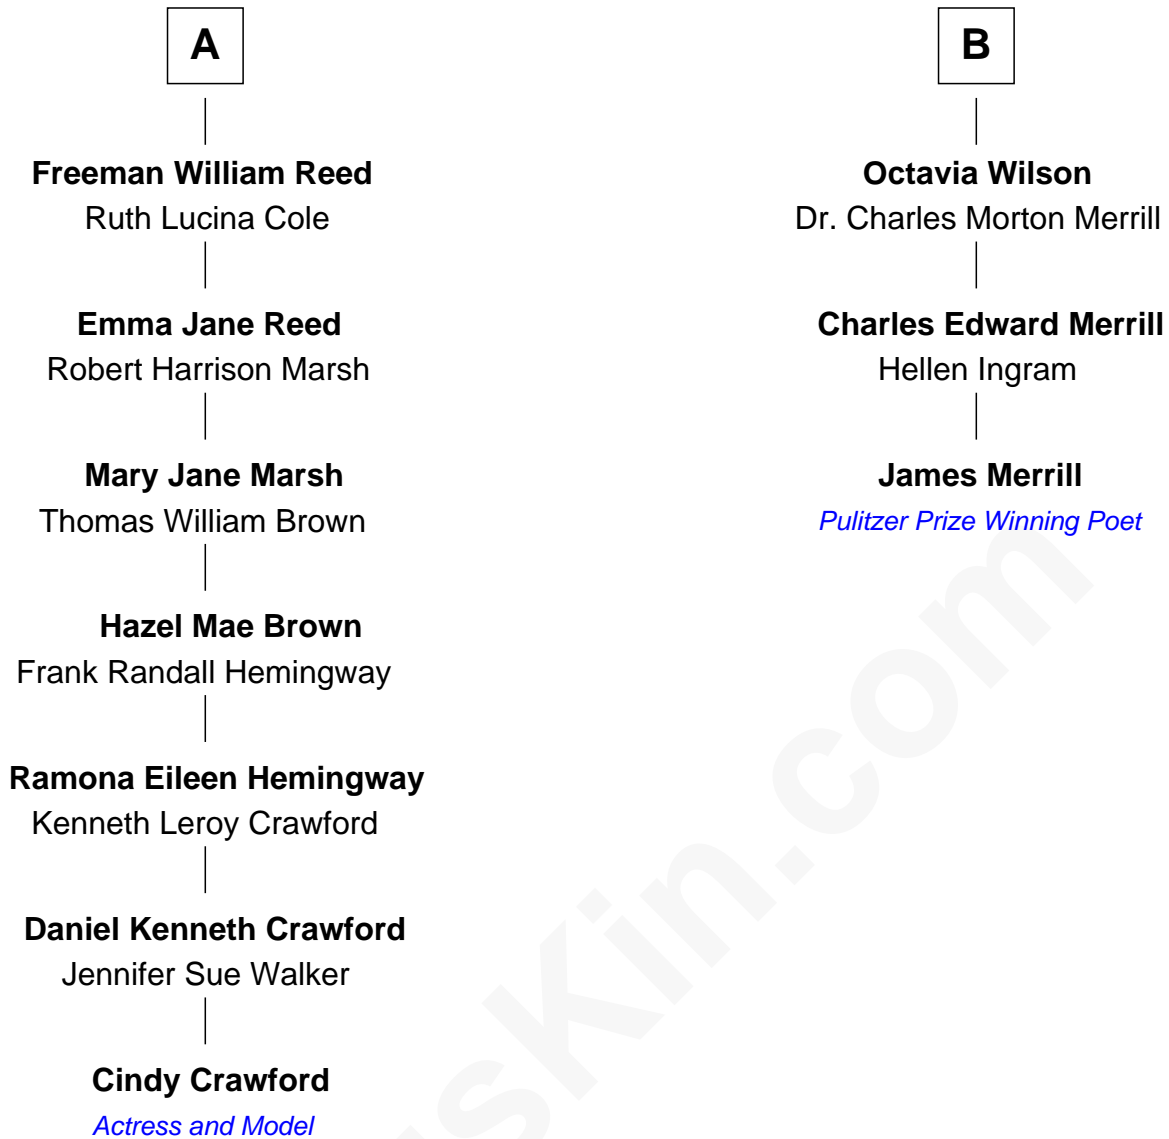 A
Freeman William Reed
Ruth Lucina Cole
Emma Jane Reed
Robert Harrison Marsh
Mary Jane Marsh
Thomas William Brown
Hazel Mae Brown
Frank Randall Hemingway
Ramona Eileen Hemingway
Kenneth Leroy Crawford
Daniel Kenneth Crawford
Jennifer Sue Walker
Cindy Crawford
Actress and Model
B
Octavia Wilson
Dr. Charles Morton Merrill
Charles Edward Merrill
Hellen Ingram
James Merrill
Pulitzer Prize Winning Poet
sKin.com